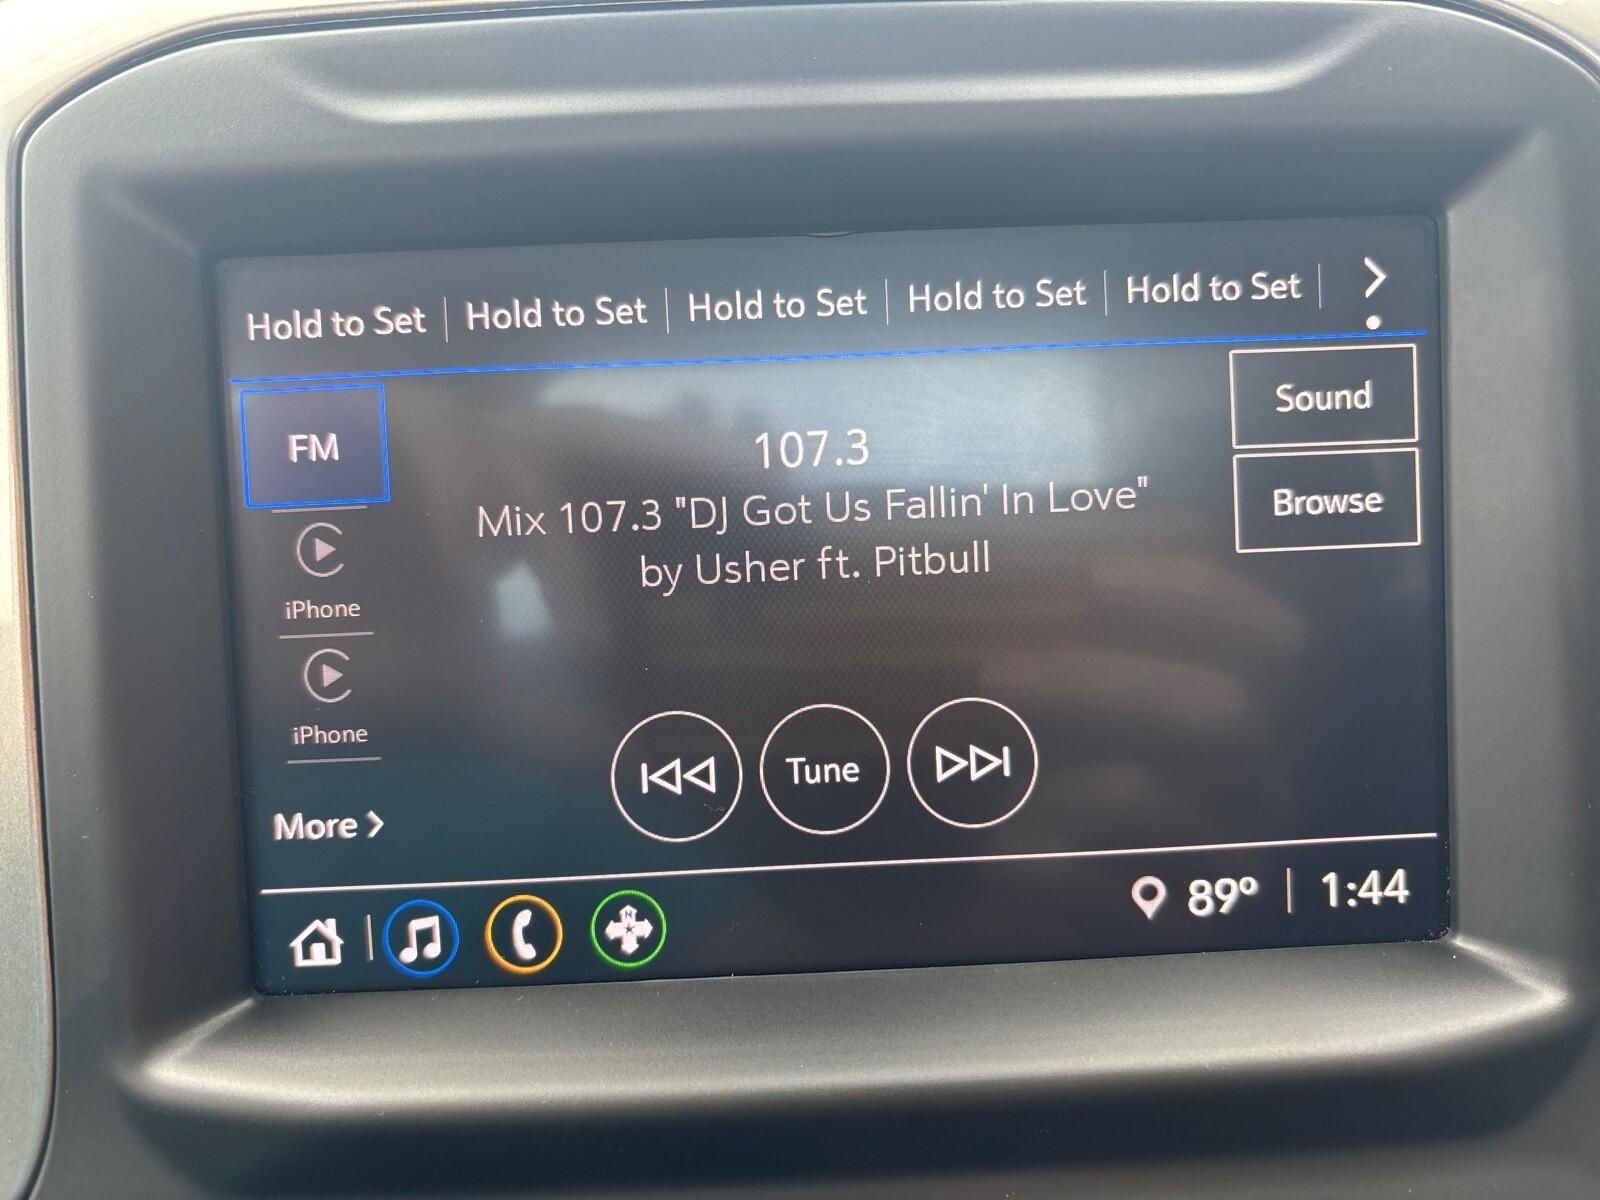 Hold to Set Hold to Set Hold to Set Hold to Set Hold to Set
FM
107.3
Mix 107.3 "DJ Got Us Fallin' In Love"
by Usher ft. Pitbull
Sound
Browse
iPhone
iPhone
More
Tune
N
89° 1:44